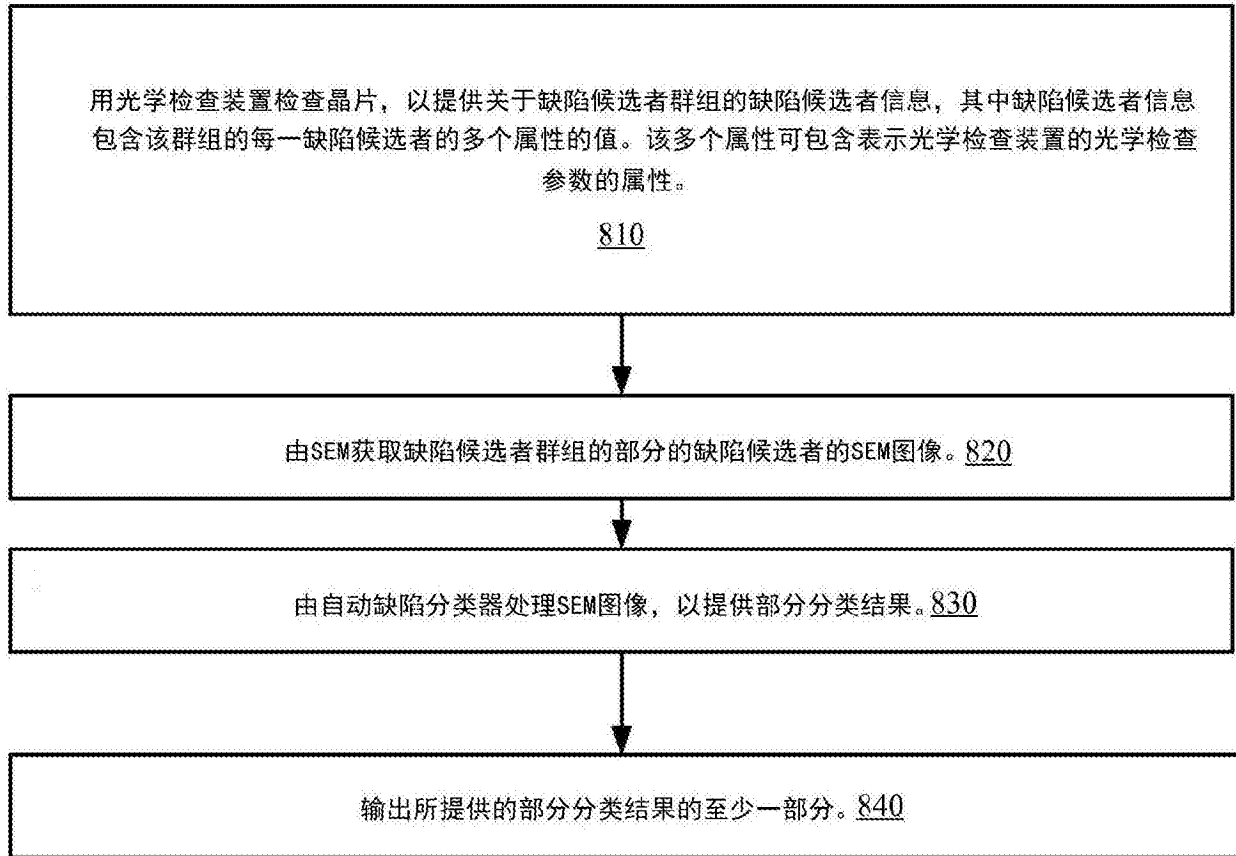 用光学检查装置检查晶片，以提供关于缺陷候选者群组的缺陷候选者信息，其中缺陷候选者信息
包含该群组的每一缺陷候选者的多个属性的值。该多个属性可包含表示光学检查装置的光学检查
参数的属性。
810
由SEM获取缺陷候选者群组的部分的缺陷候选者的SEM图像。820
由自动缺陷分类器处理SEM图像，以提供部分分类结果。830
输出所提供的部分分类结果的至少一部分。840